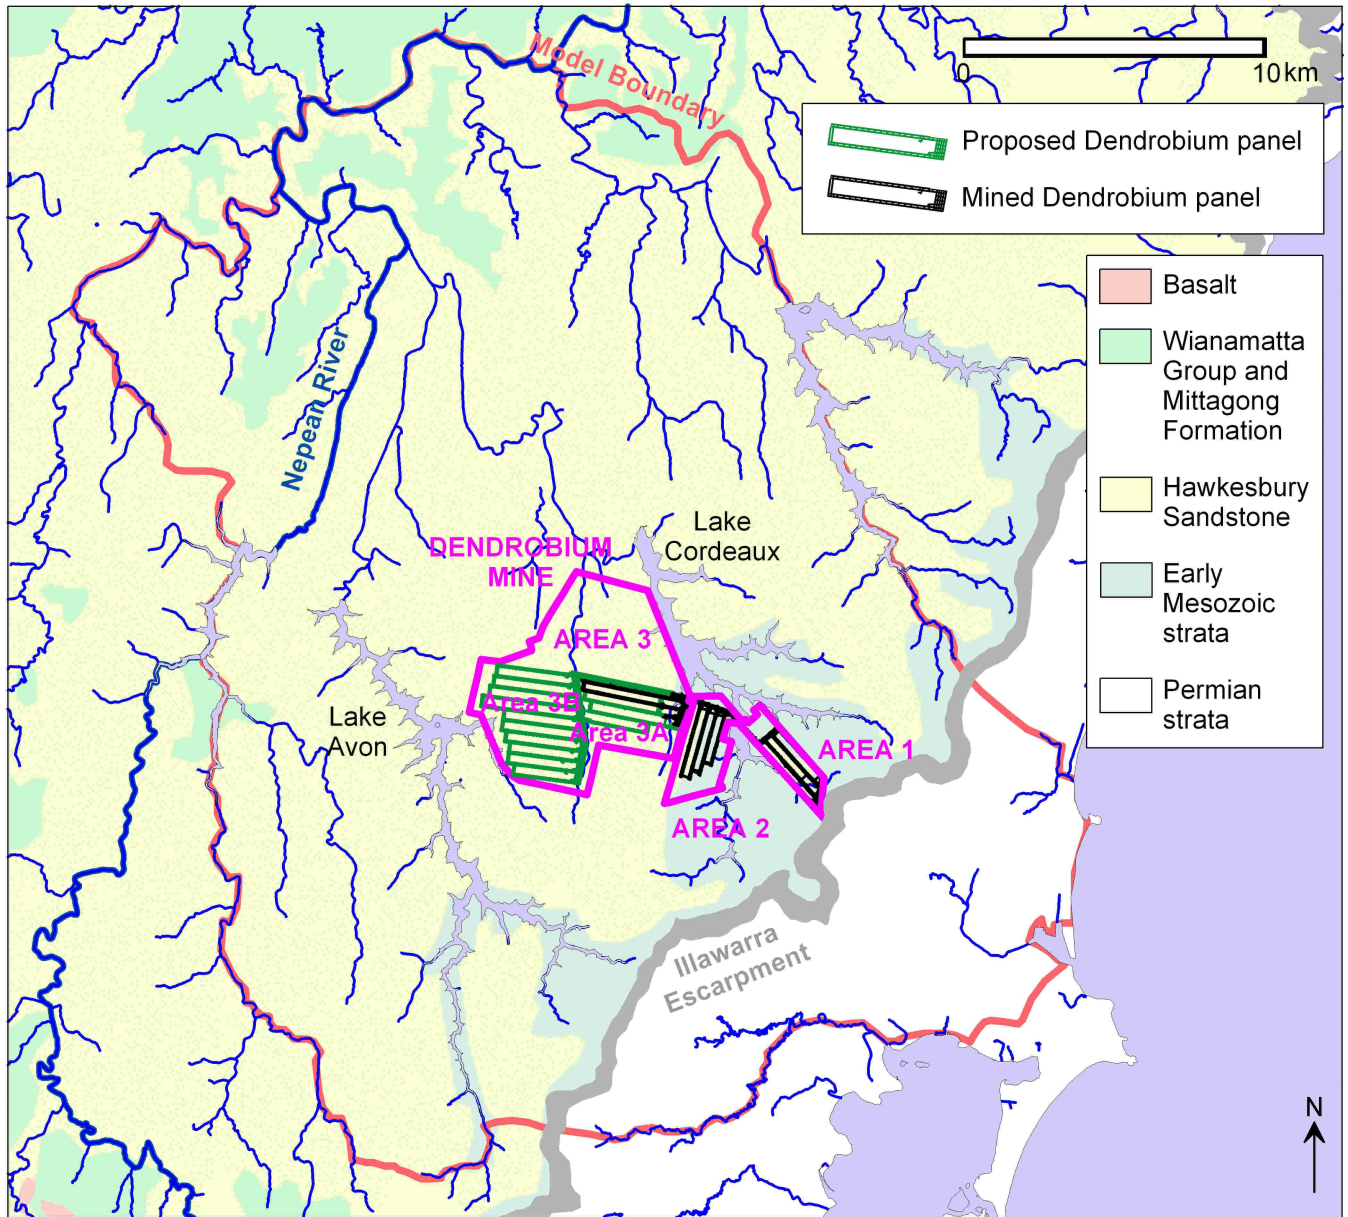 Model Boundary
0
10 km
Proposed Dendrobium panel
Mined Dendrobium panel
Basalt
Wianamatta
Group and
Mittagong
Formation
Hawkesbury
Sandstone
Early
Mesozoic
strata
Permian
strata
Nepean River
Lake
Cordeaux
DENDROBIUM
MINE
AREA 3
Area 3B
Area 3A
Lake
Avon
AREA 1
AREA 2
Illawarra
Escarpment
N